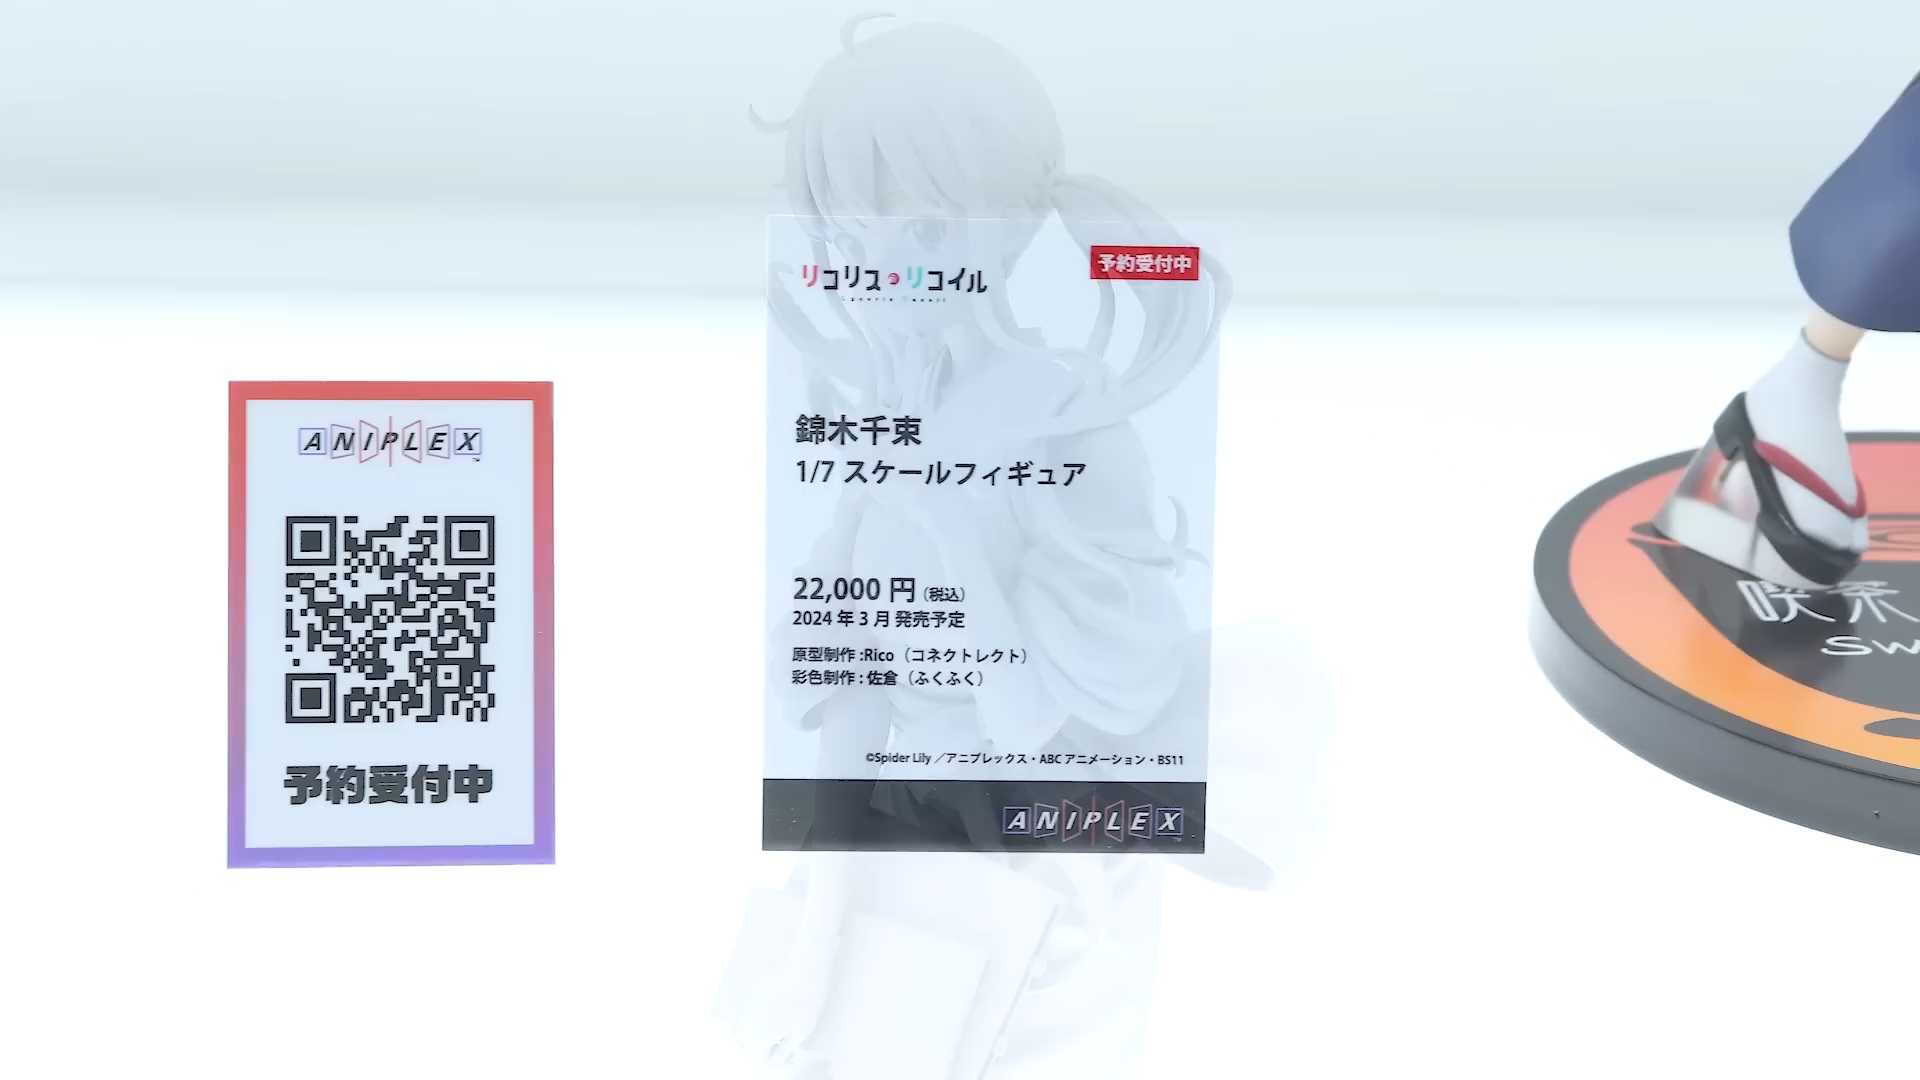 ANIPLEX
予約受付中
リコリス・リコイル
予約受付中
錦木千束
1/7 スケールフィギュア
22,000 円（税込）
2024 年 3 月 発売予定
原型制作 :Rico（コネクトレクト）
彩色制作 : 佐倉（ふくふく）
©Spider Lily ／アニプレックス・ABC アニメーション・BS11
ANIPLEX
喫茶
Sw